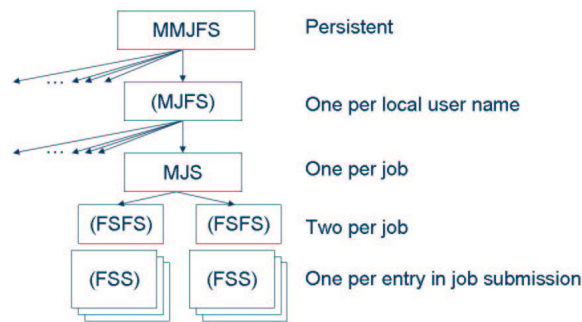 MMJFS Persistent
...
(MJFS) One per local user name
...
MJS One per job
(FSFS) (FSFS) Two per job
(FSS) (FSS) One per entry in job submission